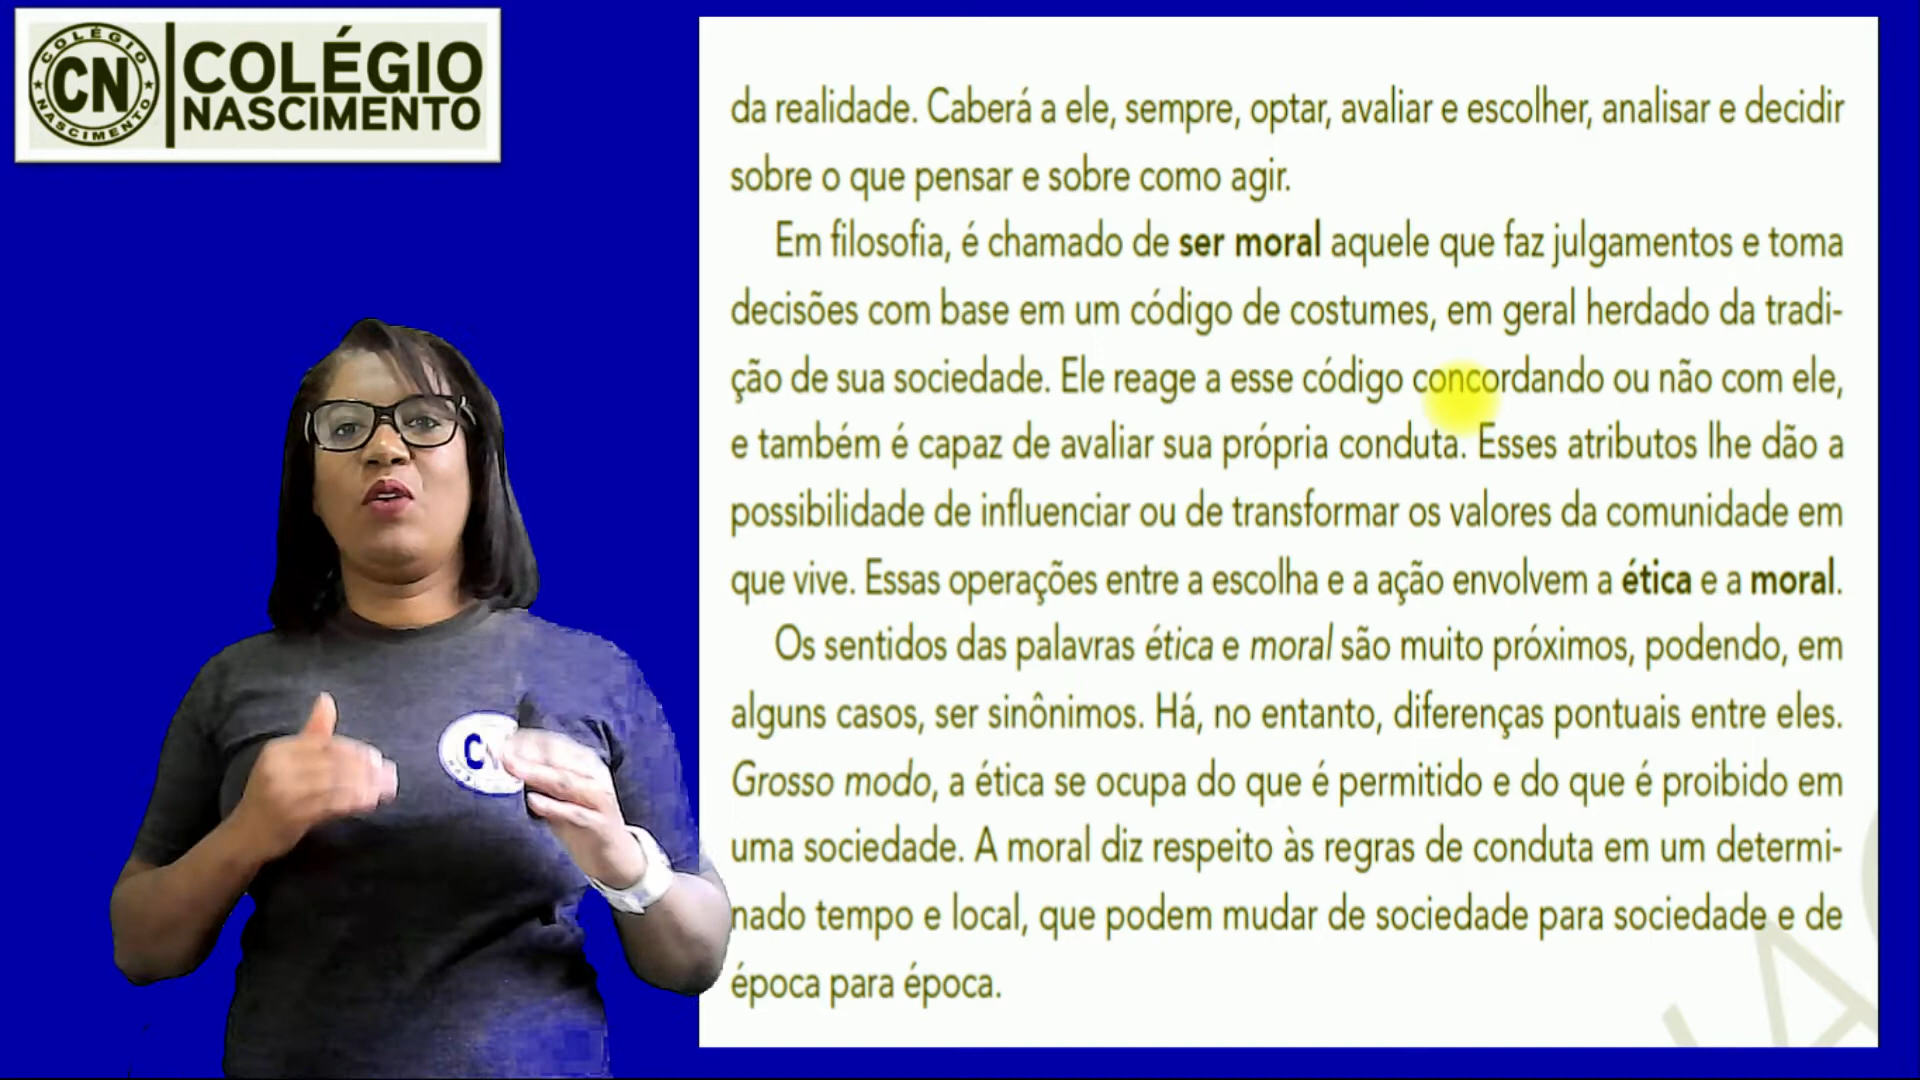 COLÉGIO
CN
NASCIMENTO
COLÉGIO
NASCIMENTO
da realidade. Caberá a ele, sempre, optar, avaliar e escolher, analisar e decidir
sobre o que pensar e sobre como agir.
Em filosofia, é chamado de ser moral aquele que faz julgamentos e toma
decisões com base em um código de costumes, em geral herdado da tradi-
ção de sua sociedade. Ele reage a esse código concordando ou não com ele,
e também é capaz de avaliar sua própria conduta. Esses atributos lhe dão a
possibilidade de influenciar ou de transformar os valores da comunidade em
que vive. Essas operações entre a escolha e a ação envolvem a ética e a moral.
Os sentidos das palavras ética e moral são muito próximos, podendo, em
alguns casos, ser sinônimos. Há, no entanto, diferenças pontuais entre eles.
Grosso modo, a ética se ocupa do que é permitido e do que é proibido em
uma sociedade. A moral diz respeito às regras de conduta em um determi-
nado tempo e local, que podem mudar de sociedade para sociedade e de
época para época.